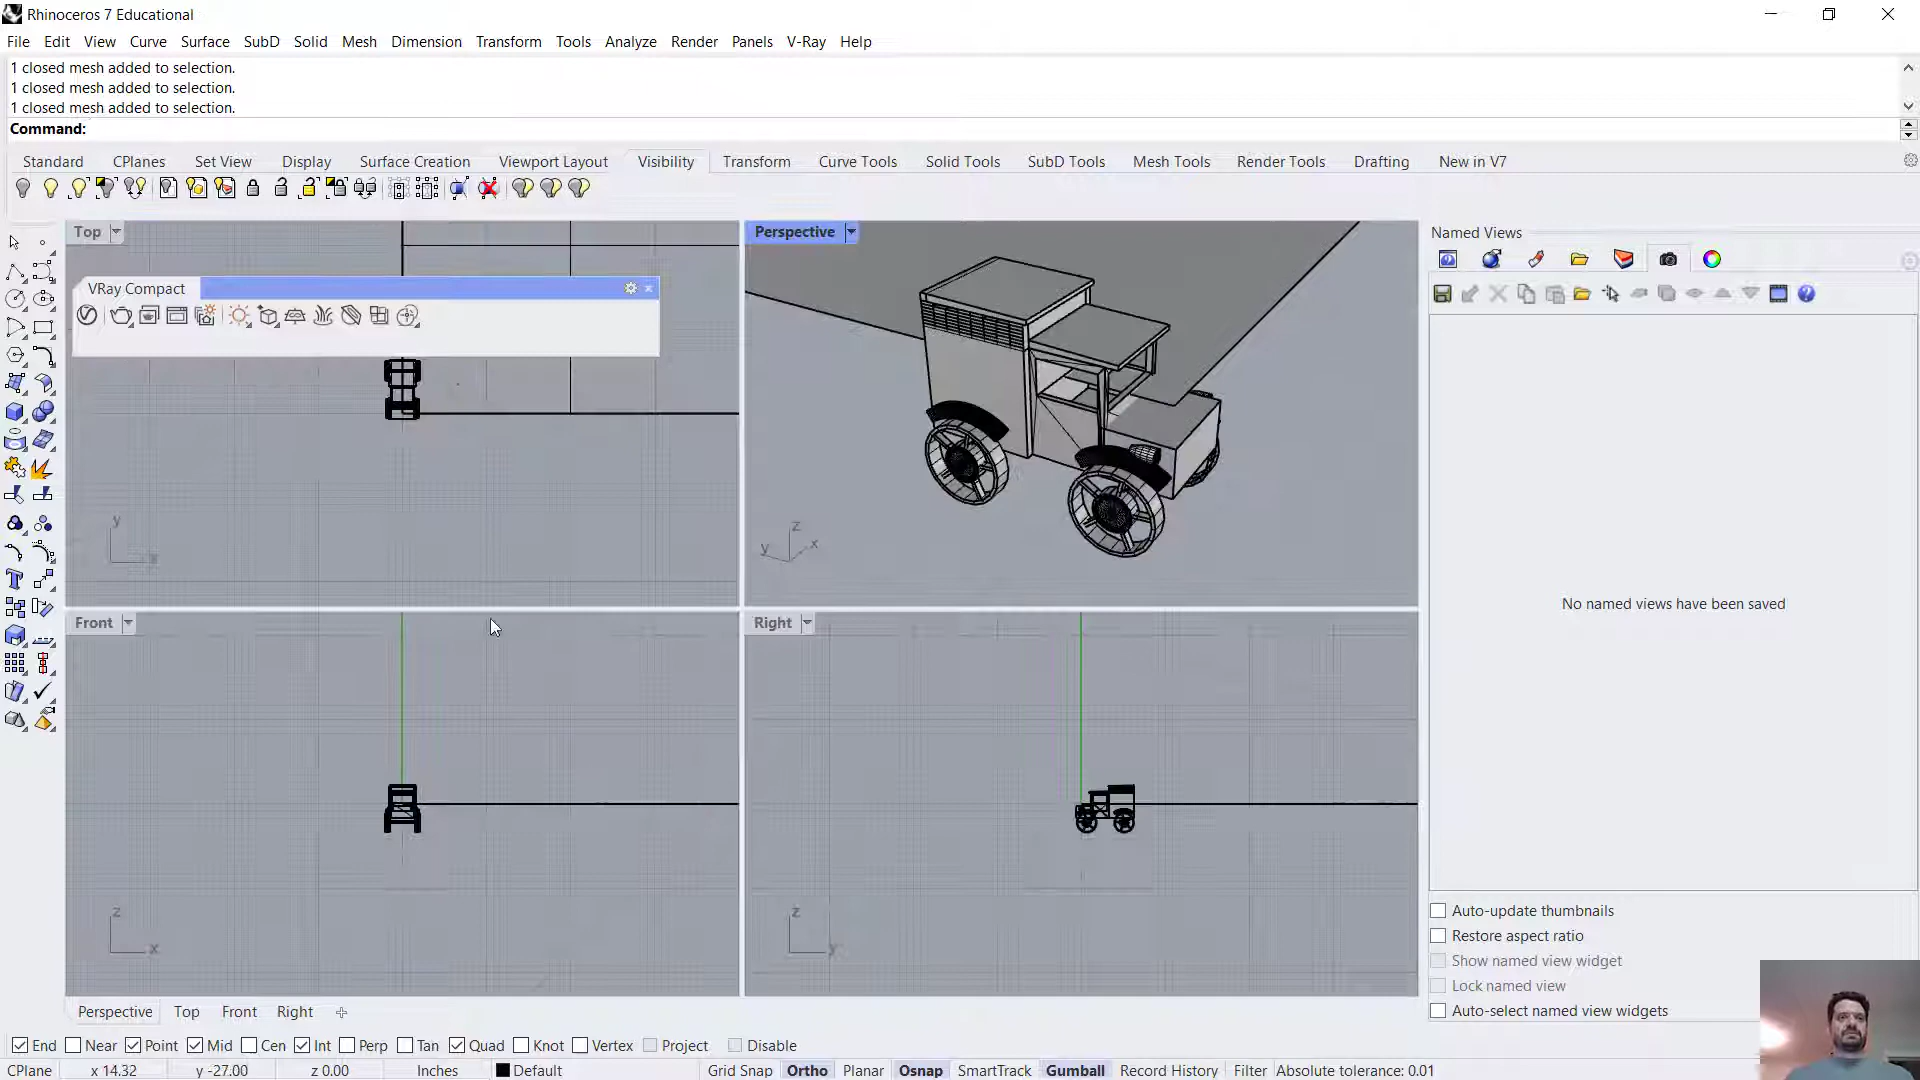 Rhinoceros 7 Educational
File Edit View Curve Surface SubD Solid Mesh Dimension Transform Tools Analyze Render Panels V-Ray Help
1 closed mesh added to selection.
1 closed mesh added to selection.
1 closed mesh added to selection.
Command:
Standard CPlanes Set View Display Surface Creation Viewport Layout Visibility Transform Curve Tools Solid Tools SubD Tools Mesh Tools Render Tools Drafting New in V7
Top
Perspective
Named Views
VRay Compact
y
x
z
y
x
No named views have been saved
Front
Right
z
x
z
y
Auto-update thumbnails
Restore aspect ratio
Show named view widget
Lock named view
Auto-select named view widgets
Perspective Top Front Right
End Near Point Mid Cen Int Perp Tan Quad Knot Vertex Project Disable
CPlane x 14.32 y -27.00 z 0.00 Inches Default Grid Snap Ortho Planar Osnap SmartTrack Gumball Record History Filter Absolute tolerance: 0.01